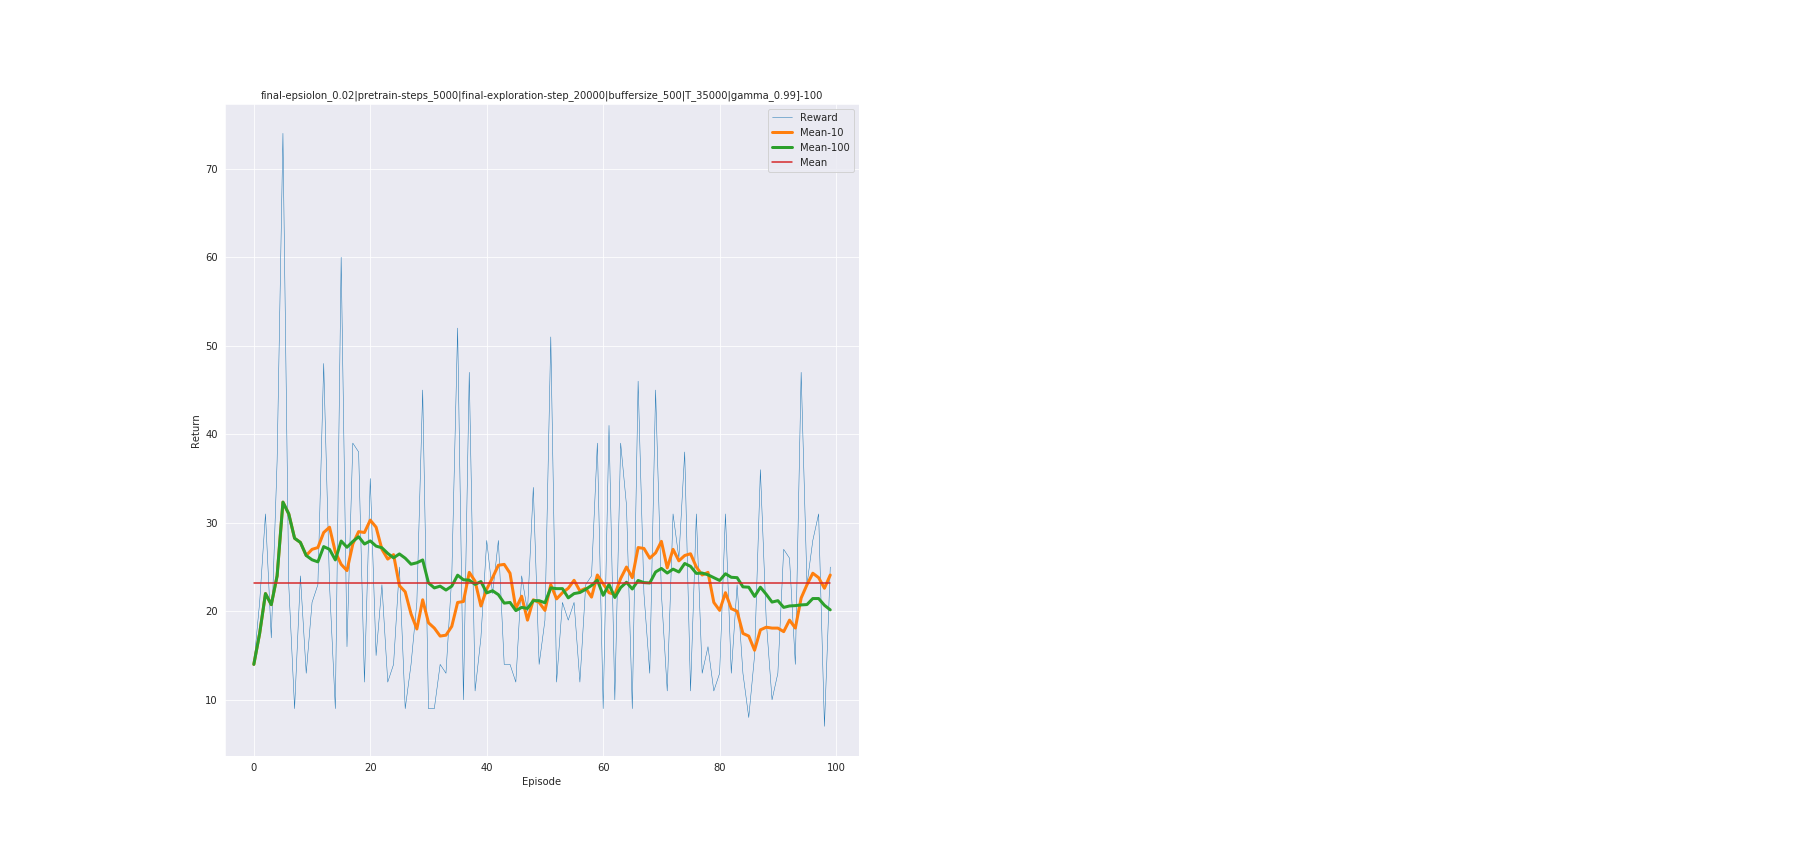 final-epsiolon_0.02|pretrain-steps_5000|final-exploration-step_20000|buffersize_500|T_35000|gamma_0.99]-100
Reward
Mean-10
Mean-100
Mean
70
60
50
40
30
20
10
Return
0 20 40 60 80 100
Episode